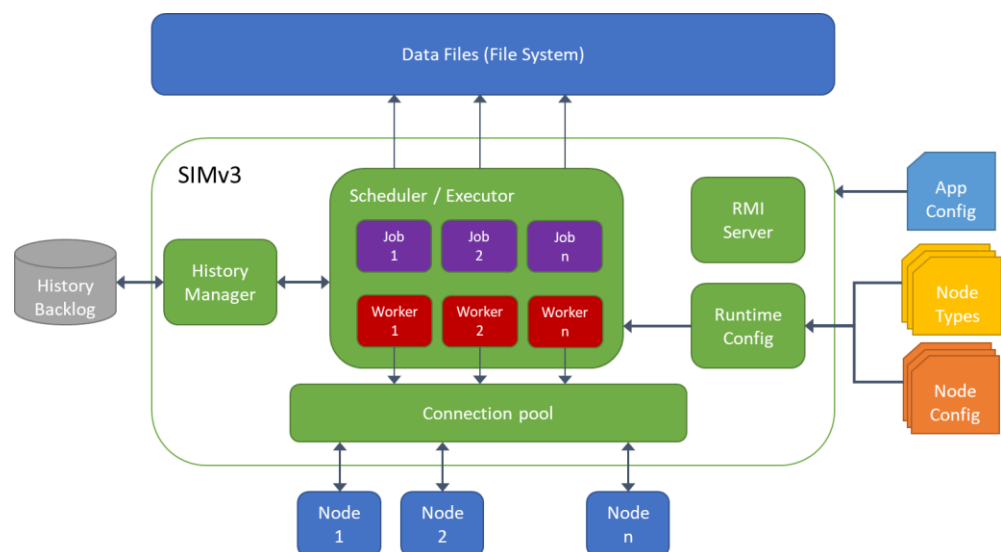 Data Files (File System)
SIMv3
Scheduler / Executor
Job
1
Job
2
Job
n
Worker
1
Worker
2
Worker
n
History
Backlog
History
Manager
RMI
Server
Runtime
Config
App
Config
Node
Types
Node
Config
Connection pool
Node
1
Node
2
Node
n